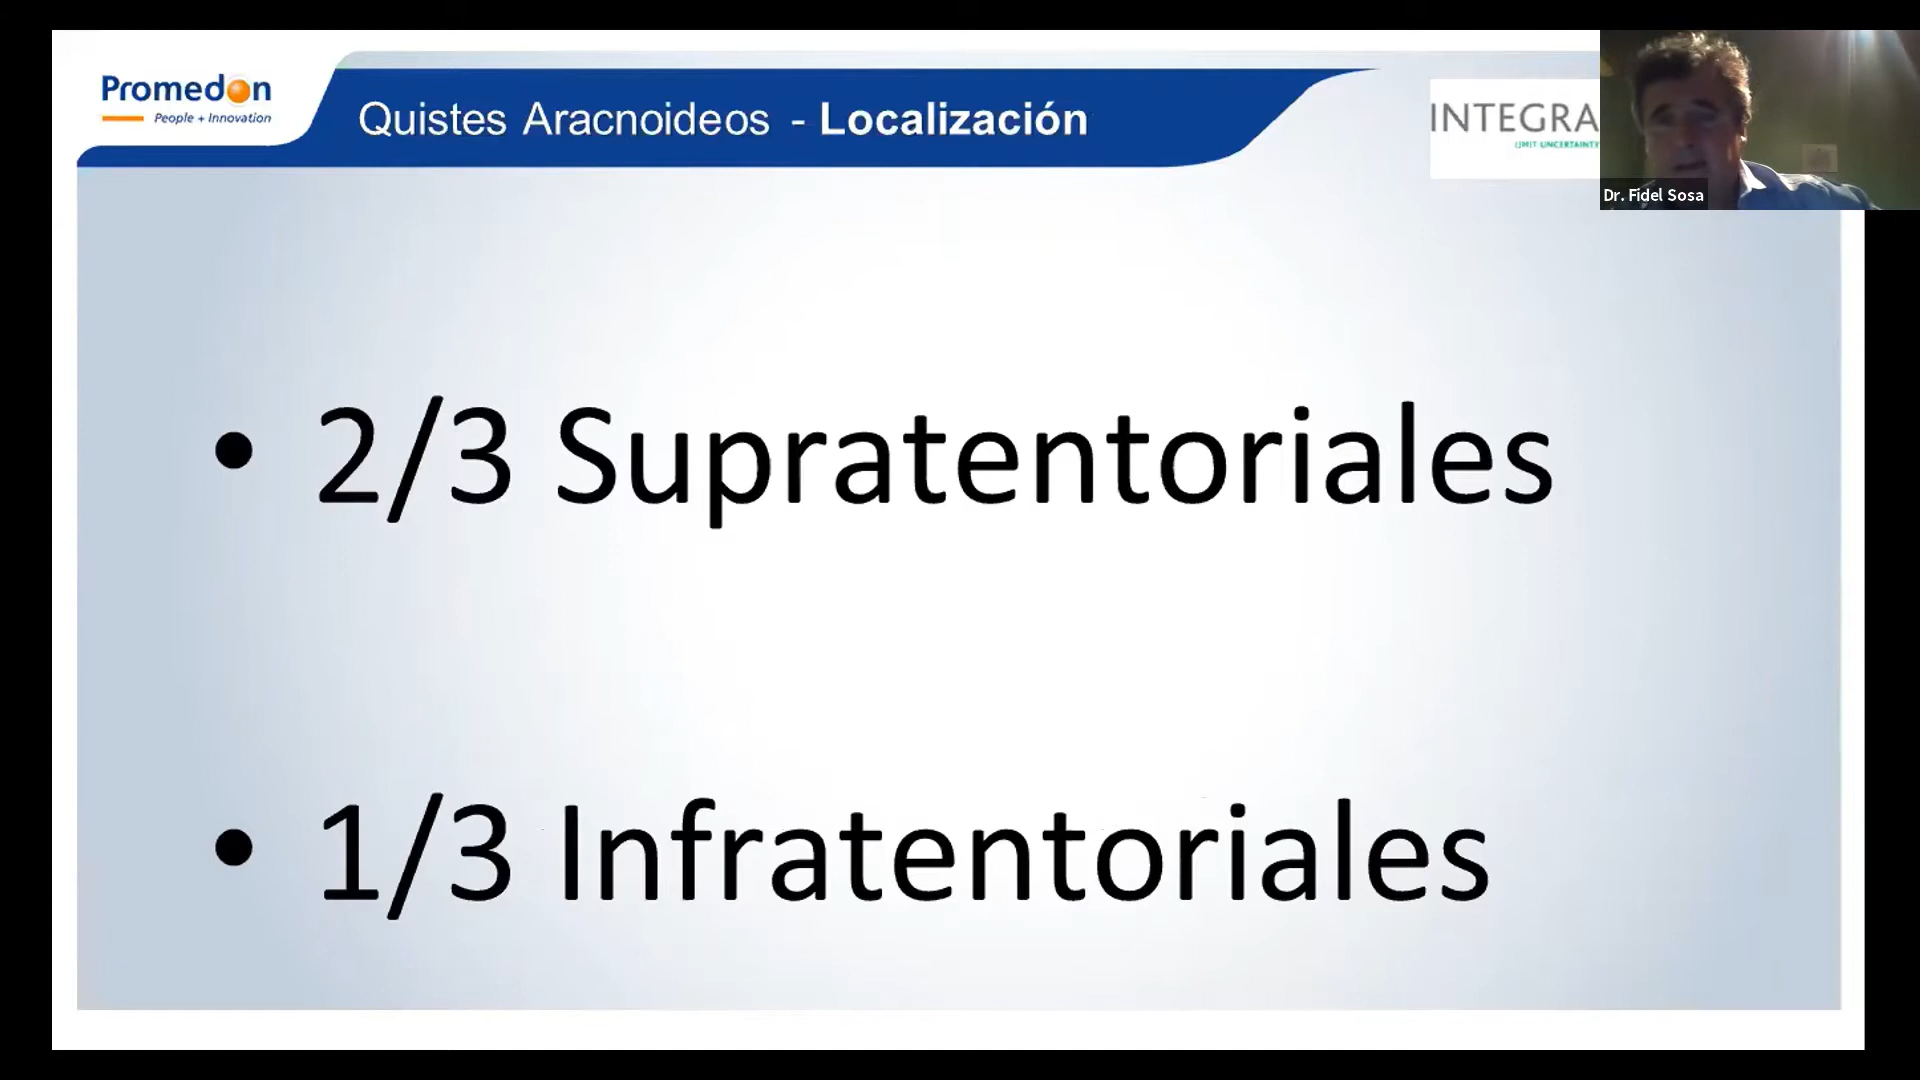 Promedon
People + Innovation
Quistes Aracnoideos - Localización
INTEGRA
LIMIT UNCERTAINTY
Dr. Fidel Sosa
• 2/3 Supratentoriales
• 1/3 Infratentoriales